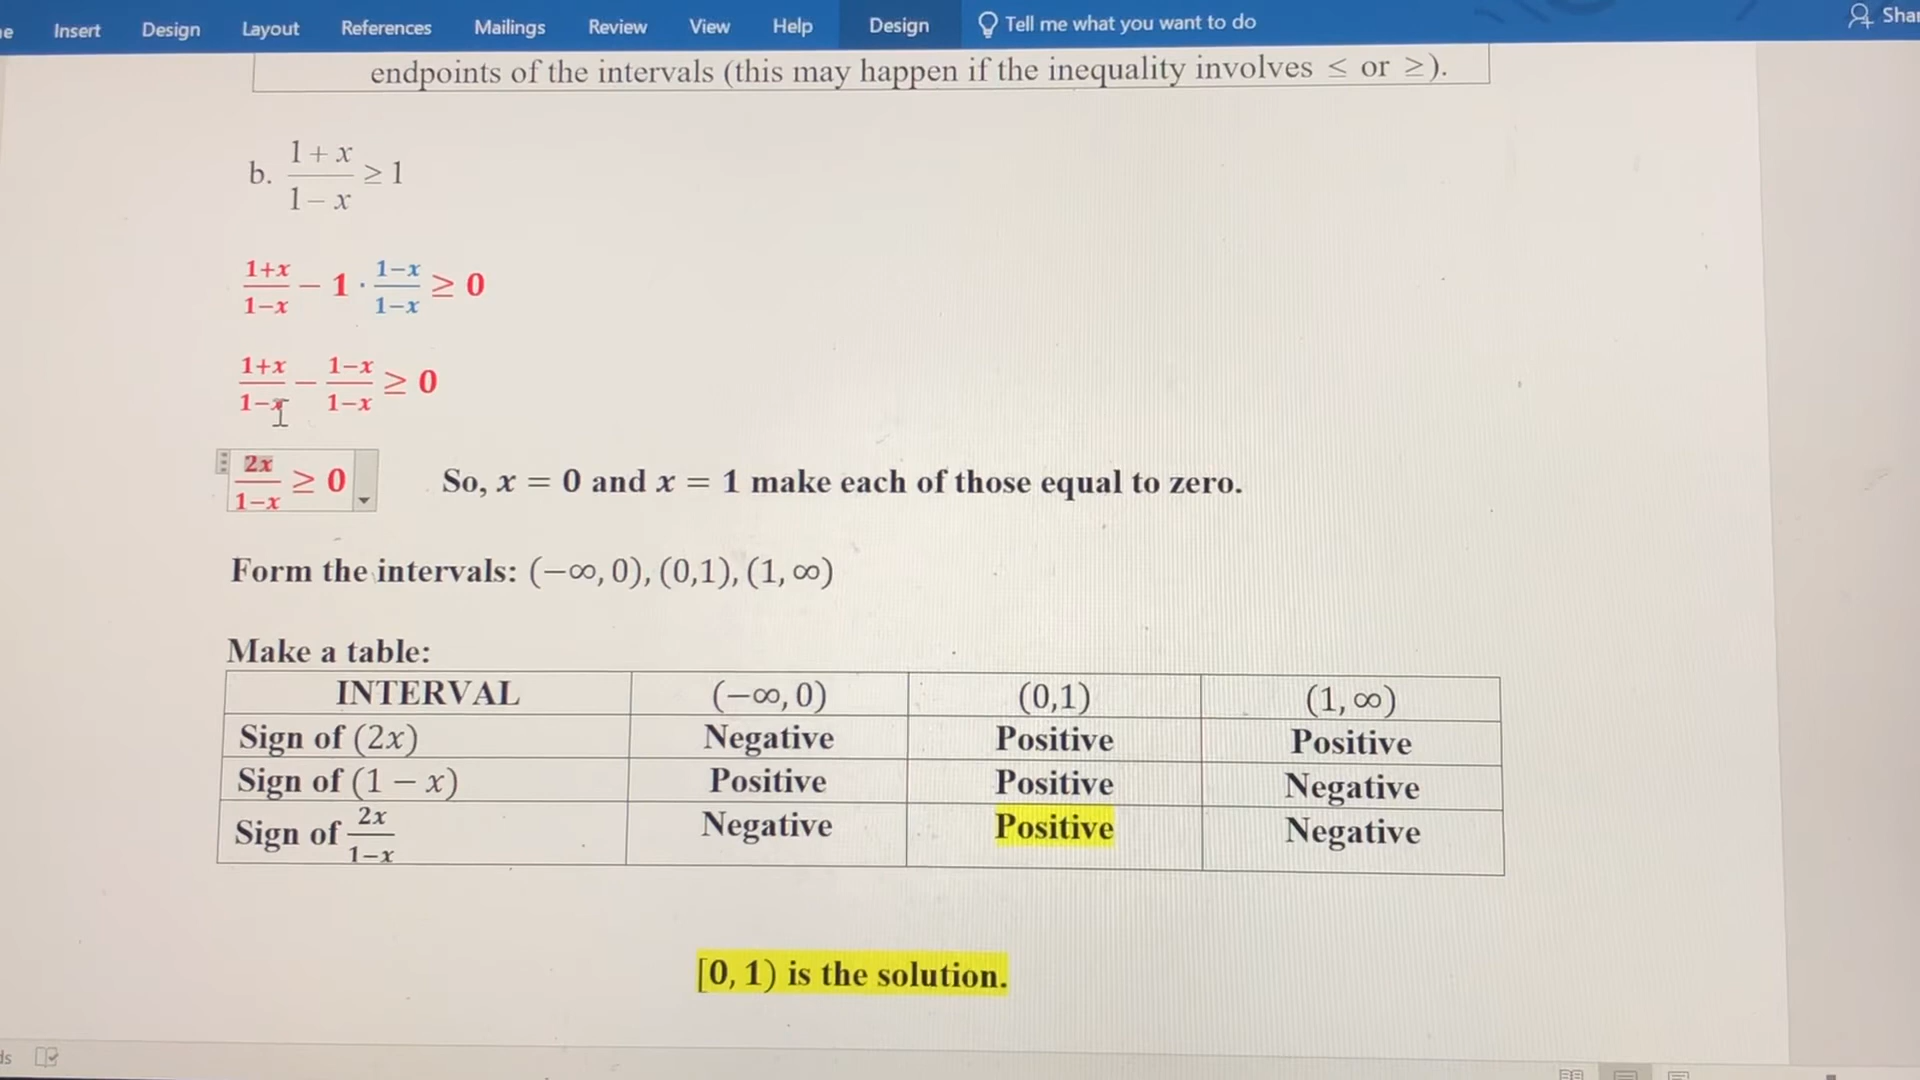 Insert Design Layout References Mailings Review View Help Design Tell me what you want to do
endpoints of the intervals (this may happen if the inequality involves ≤ or ≥).
b. (1 + x)/(1 − x) ≥ 1
(1+x)/(1−x) − 1 · (1−x)/(1−x) ≥ 0
(1+x)/(1−x) − (1−x)/(1−x) ≥ 0
2x/(1−x) ≥ 0 So, x = 0 and x = 1 make each of those equal to zero.
Form the intervals: (−∞, 0), (0,1), (1, ∞)
Make a table:
INTERVAL (−∞, 0) (0,1) (1, ∞)
Sign of (2x) Negative Positive Positive
Sign of (1 − x) Positive Positive Negative
Sign of 2x/(1−x) Negative Positive Negative
[0, 1) is the solution.